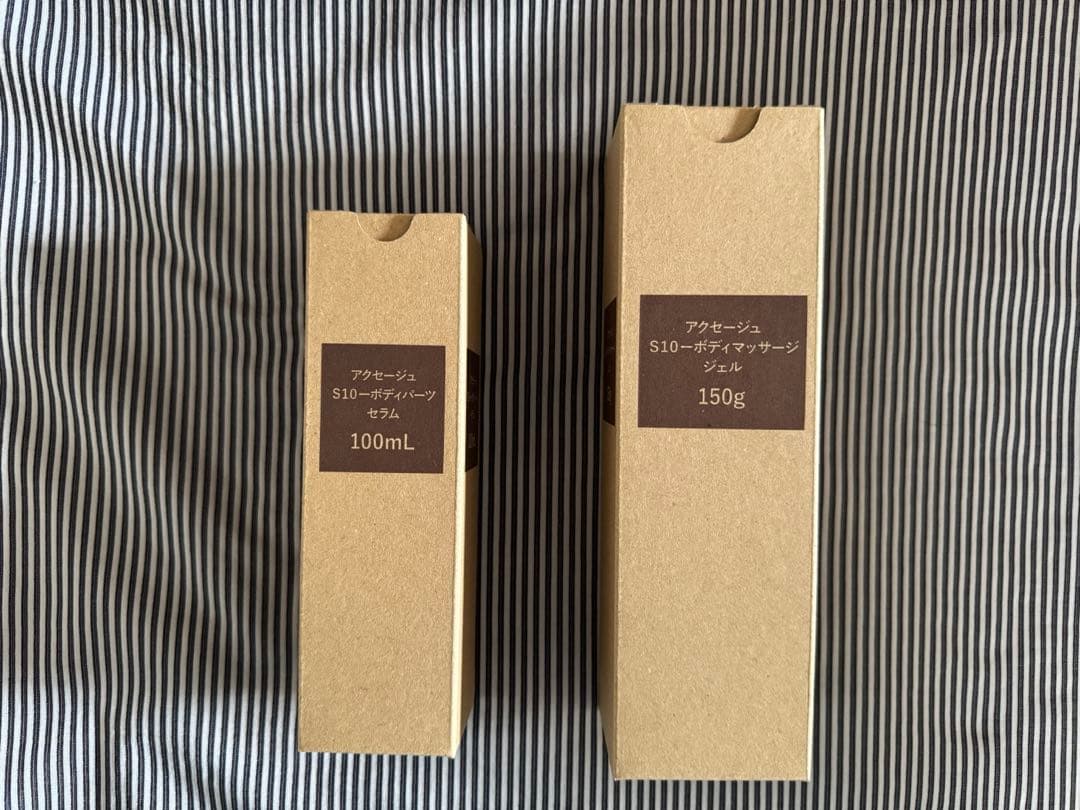 アクセージュ
S10ーボディパーツ
セラム
100mL
アクセージュ
S10ーボディマッサージ
ジェル
150g